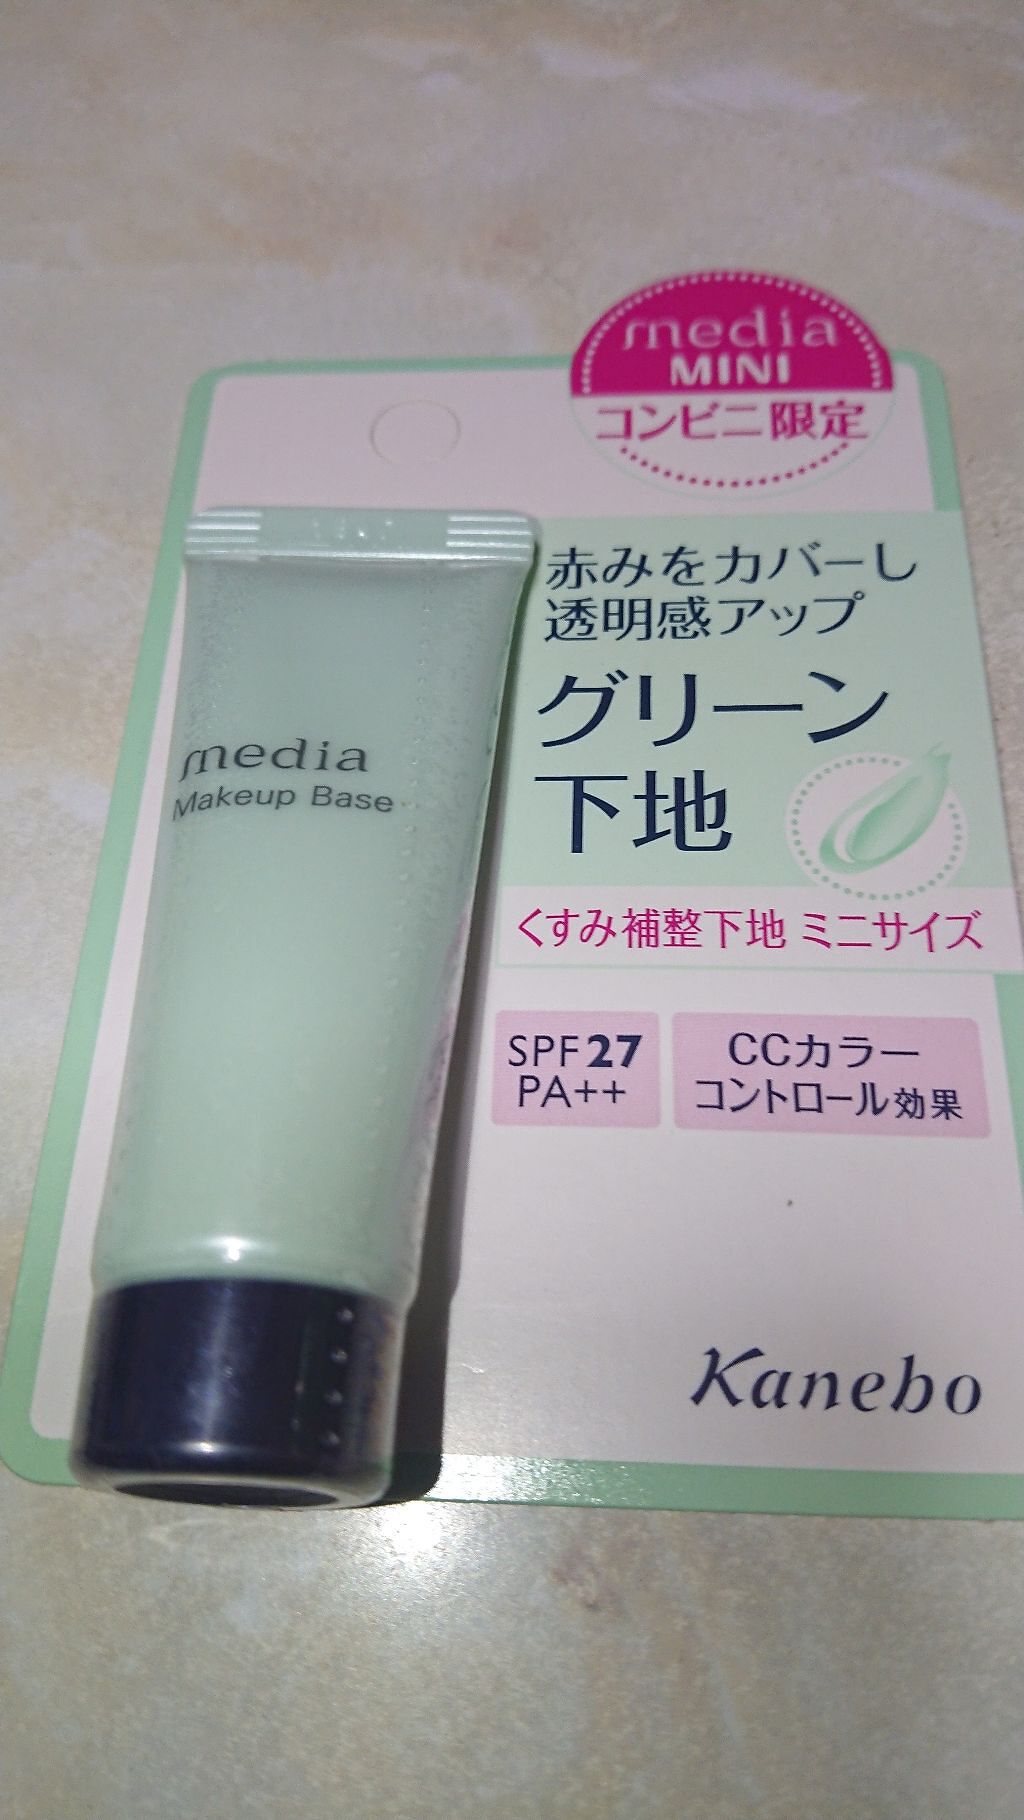 media
MINI
コンビニ限定
赤みをカバーし
透明感アップ
グリーン
下地
くすみ補整下地 ミニサイズ
SPF27
PA++
CCカラー
コントロール効果
Kanebo
media
Makeup Base